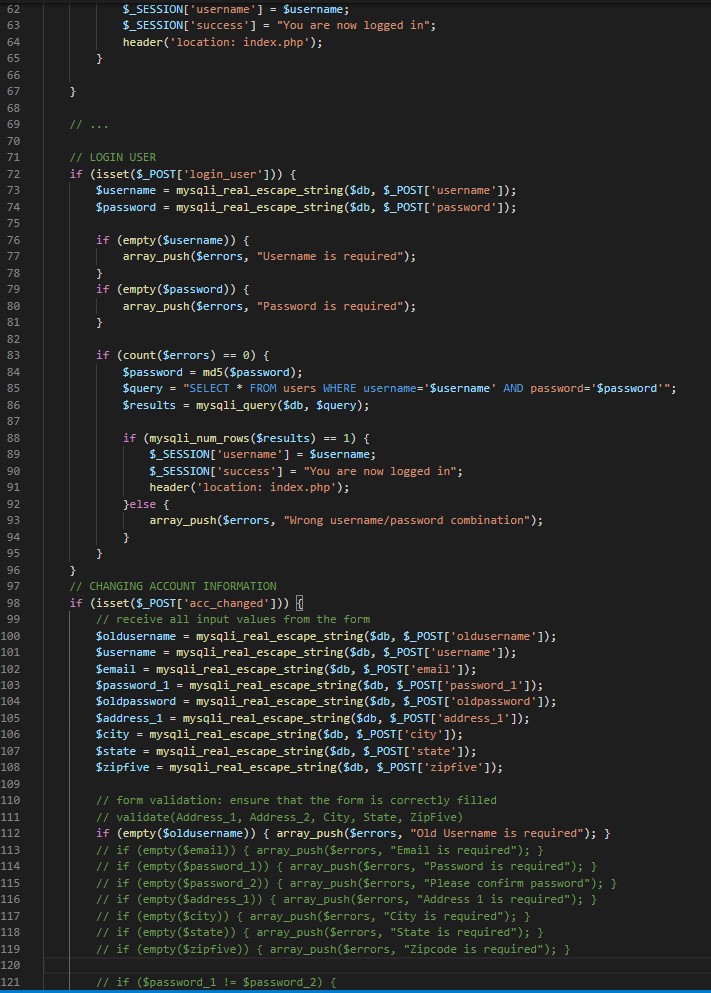 62 $_SESSION['username'] = $username;
63 $_SESSION['success'] = "You are now logged in";
64 header('location: index.php');
65 }
66
67 }
68
69 // ...
70
71 // LOGIN USER
72 if (isset($_POST['login_user'])) {
73 $username = mysqli_real_escape_string($db, $_POST['username']);
74 $password = mysqli_real_escape_string($db, $_POST['password']);
75
76 if (empty($username)) {
77 array_push($errors, "Username is required");
78 }
79 if (empty($password)) {
80 array_push($errors, "Password is required");
81 }
82
83 if (count($errors) == 0) {
84 $password = md5($password);
85 $query = "SELECT * FROM users WHERE username='$username' AND password='$password'";
86 $results = mysqli_query($db, $query);
87
88 if (mysqli_num_rows($results) == 1) {
89 $_SESSION['username'] = $username;
90 $_SESSION['success'] = "You are now logged in";
91 header('location: index.php');
92 }else {
93 array_push($errors, "Wrong username/password combination");
94 }
95 }
96 }
97 // CHANGING ACCOUNT INFORMATION
98 if (isset($_POST['acc_changed'])) {
99 // receive all input values from the form
100 $oldusername = mysqli_real_escape_string($db, $_POST['oldusername']);
101 $username = mysqli_real_escape_string($db, $_POST['username']);
102 $email = mysqli_real_escape_string($db, $_POST['email']);
103 $password_1 = mysqli_real_escape_string($db, $_POST['password_1']);
104 $oldpassword = mysqli_real_escape_string($db, $_POST['oldpassword']);
105 $address_1 = mysqli_real_escape_string($db, $_POST['address_1']);
106 $city = mysqli_real_escape_string($db, $_POST['city']);
107 $state = mysqli_real_escape_string($db, $_POST['state']);
108 $zipfive = mysqli_real_escape_string($db, $_POST['zipfive']);
109
110 // form validation: ensure that the form is correctly filled
111 // validate(Address_1, Address_2, City, State, ZipFive)
112 if (empty($oldusername)) { array_push($errors, "Old Username is required"); }
113 // if (empty($email)) { array_push($errors, "Email is required"); }
114 // if (empty($password_1)) { array_push($errors, "Password is required"); }
115 // if (empty($password_2)) { array_push($errors, "Please confirm password"); }
116 // if (empty($address_1)) { array_push($errors, "Address 1 is required"); }
117 // if (empty($city)) { array_push($errors, "City is required"); }
118 // if (empty($state)) { array_push($errors, "State is required"); }
119 // if (empty($zipfive)) { array_push($errors, "Zipcode is required"); }
120
121 // if ($password_1 != $password_2) {